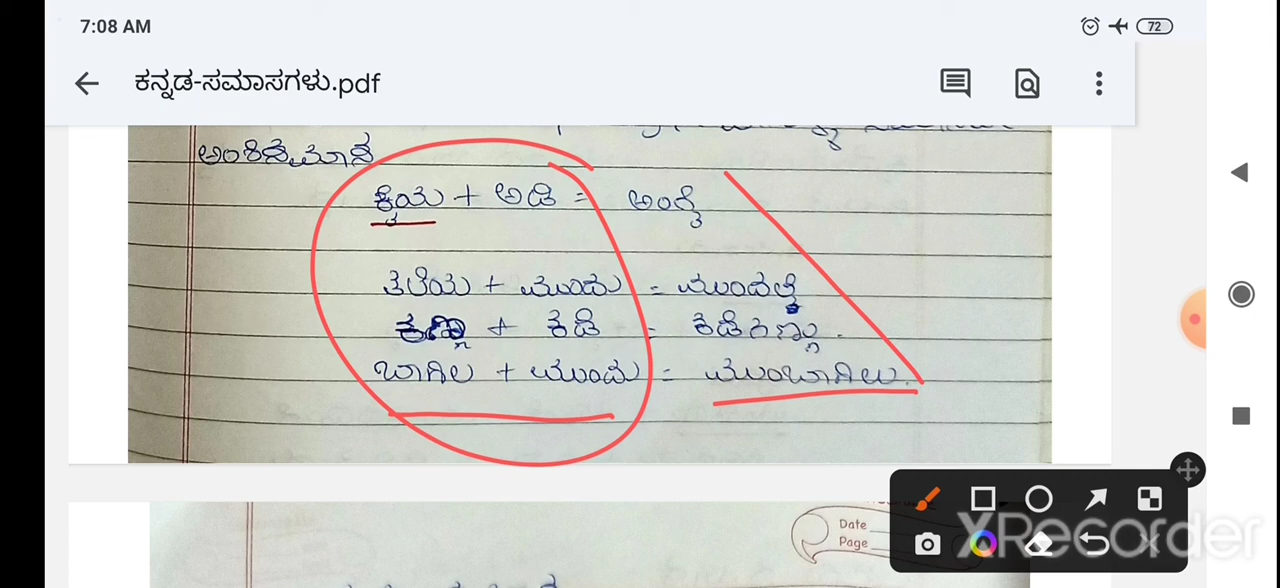 7:08 AM 72
ಕನ್ನಡ-ಸಮಾಸಗಳು.pdf
ಅಂಶಿಸಮಾಸ
ಕೈಯ + ಅಡಿ = ಅಂಗೈ
ತಲೆಯ + ಮುಂದು = ಮುಂದಲೆ
ಕಣ್ಣಾ + ಕಡೆ = ಕಡೆಗಣ್ಣು.
ಬಾಗಿಲ + ಮುಂದು = ಮುಂಬಾಗಿಲು.
Date
Page
XRecorder